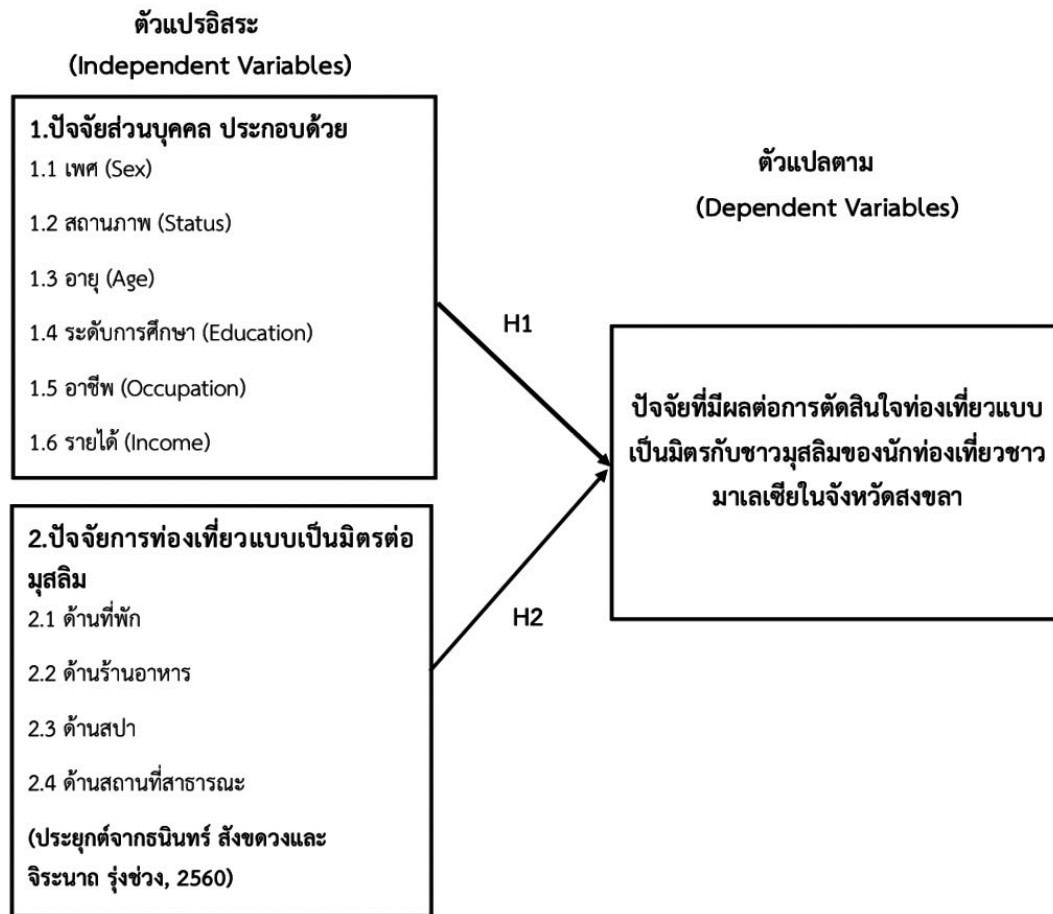 ตัวแปรอิสระ
(Independent Variables)
1.ปัจจัยส่วนบุคคล ประกอบด้วย
1.1 เพศ (Sex)
1.2 สถานภาพ (Status)
1.3 อายุ (Age)
1.4 ระดับการศึกษา (Education)
1.5 อาชีพ (Occupation)
1.6 รายได้ (Income)
2.ปัจจัยการท่องเที่ยวแบบเป็นมิตรต่อ
มุสลิม
2.1 ด้านที่พัก
2.2 ด้านร้านอาหาร
2.3 ด้านสปา
2.4 ด้านสถานที่สาธารณะ
(ประยุกต์จากธนินทร์ สังขดวงและ
จิระนาถ รุ่งช่วง, 2560)
H1
H2
ตัวแปลตาม
(Dependent Variables)
ปัจจัยที่มีผลต่อการตัดสินใจท่องเที่ยวแบบ
เป็นมิตรกับชาวมุสลิมของนักท่องเที่ยวชาว
มาเลเซียในจังหวัดสงขลา